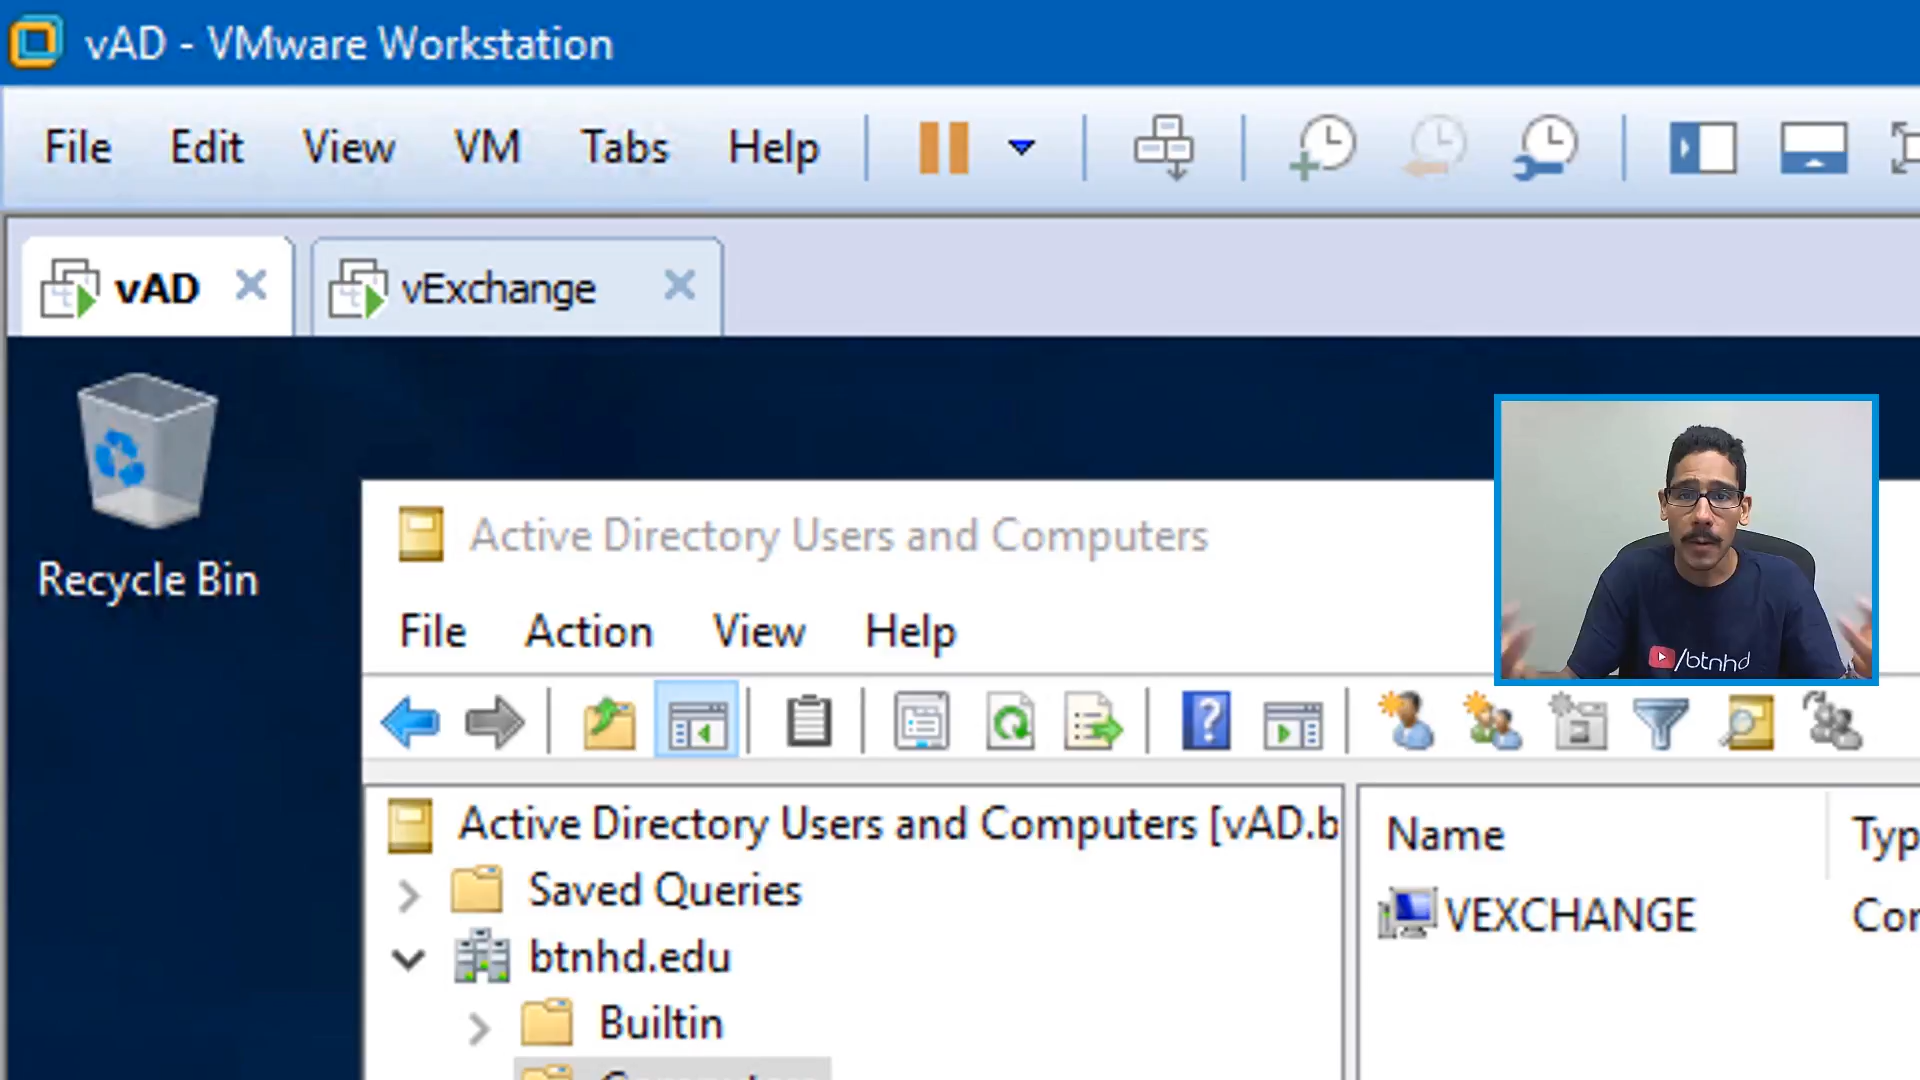 vAD - VMware Workstation
File Edit View VM Tabs Help
vAD vExchange
Recycle Bin
Active Directory Users and Computers
File Action View Help
/btnhd
Active Directory Users and Computers [vAD.b
Name Typ
Saved Queries
VEXCHANGE Cor
btnhd.edu
Builtin